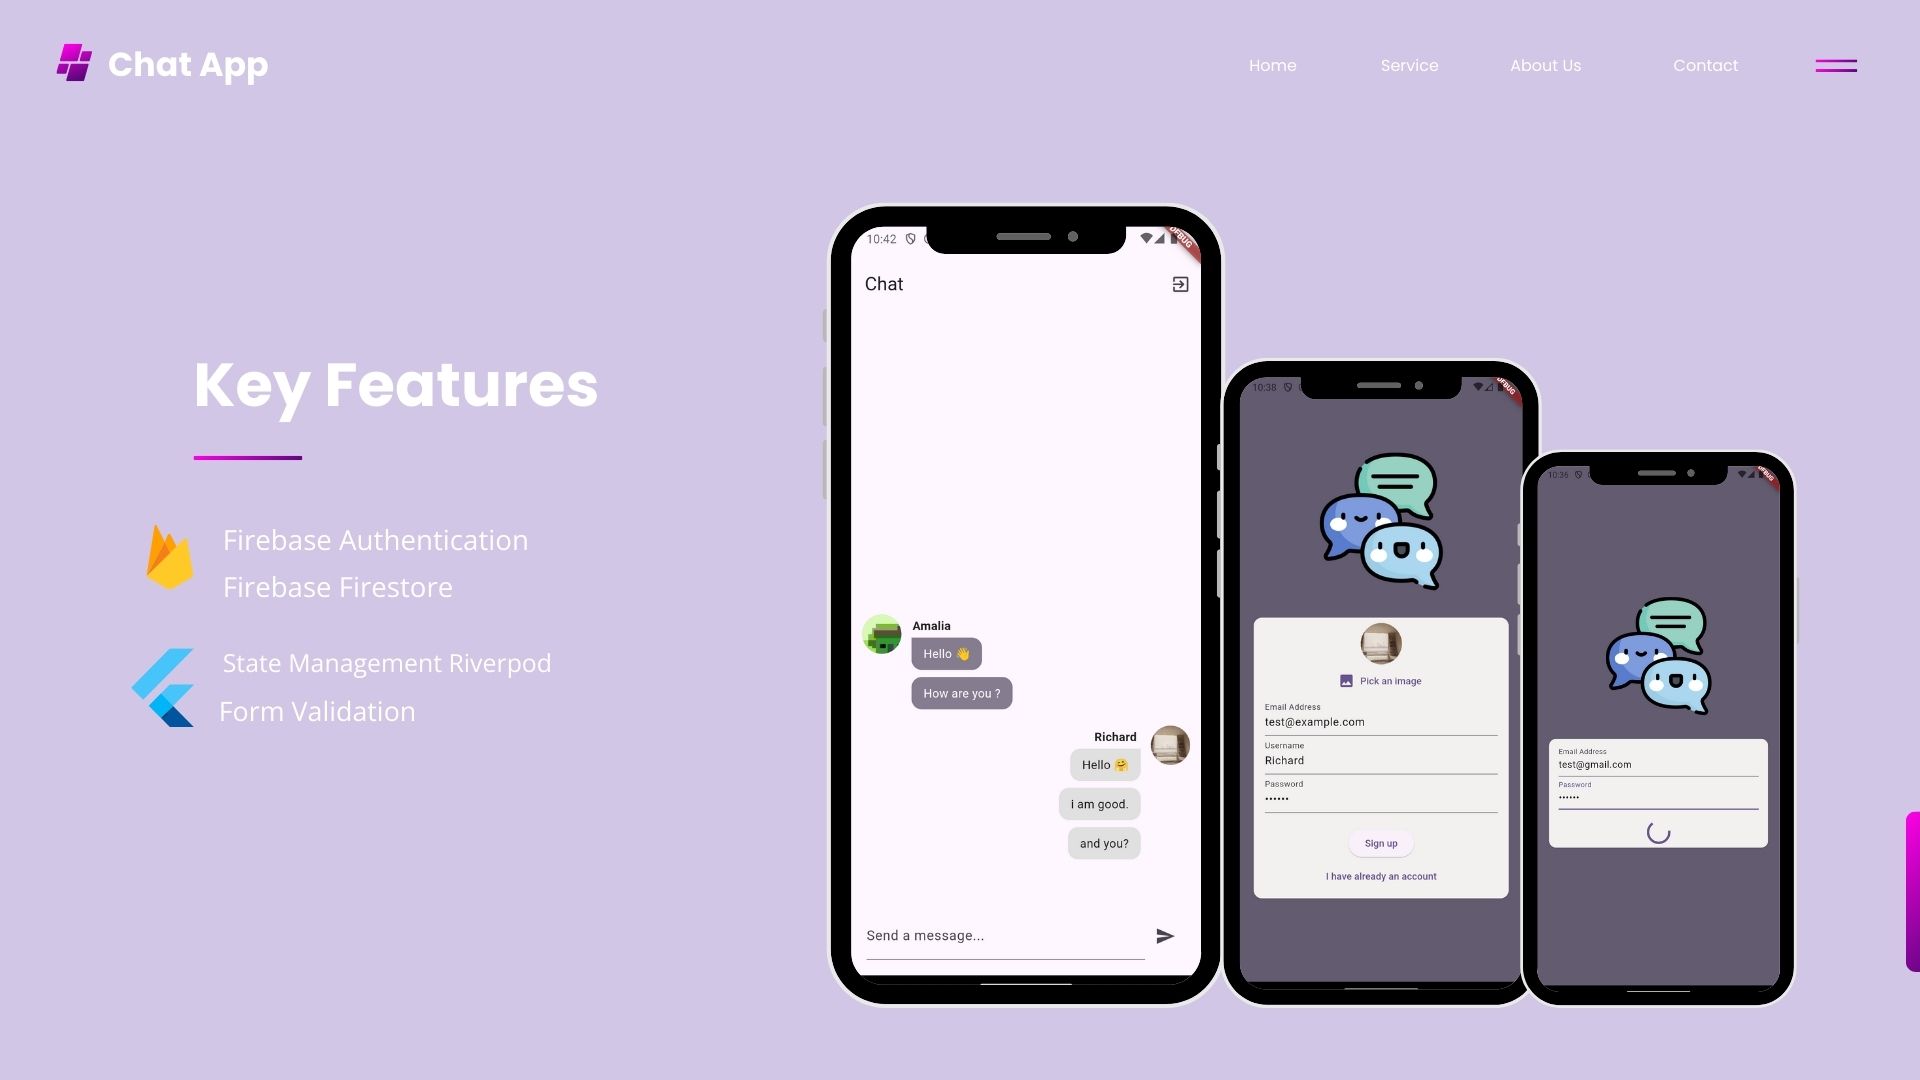 Chat App
Home
Service
About Us
Contact
Key Features
Firebase Authentication
Firebase Firestore
State Management Riverpod
Form Validation
10:42
DEBUG
Chat
Amalia
Hello 👋
How are you ?
Richard
Hello 🤗
i am good.
and you?
Send a message...
10:38
DEBUG
Pick an image
Email Address
test@example.com
Username
Richard
Password
••••••
Sign up
I have already an account
10:36
DEBUG
Email Address
test@gmail.com
Password
••••••